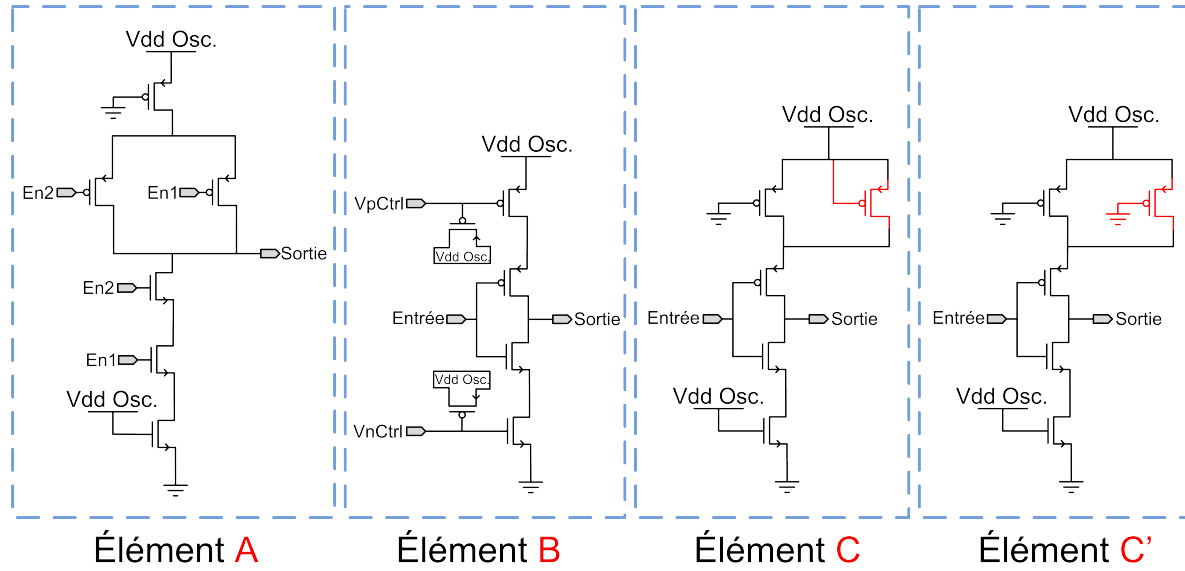 Vdd Osc.
En2
En1
Sortie
En2
En1
Vdd Osc.
Élément A
Vdd Osc.
VpCtrl
Vdd Osc.
Entrée
Sortie
Vdd Osc.
VnCtrl
Élément B
Vdd Osc.
Entrée
Sortie
Vdd Osc.
Élément C
Vdd Osc.
Entrée
Sortie
Vdd Osc.
Élément C'